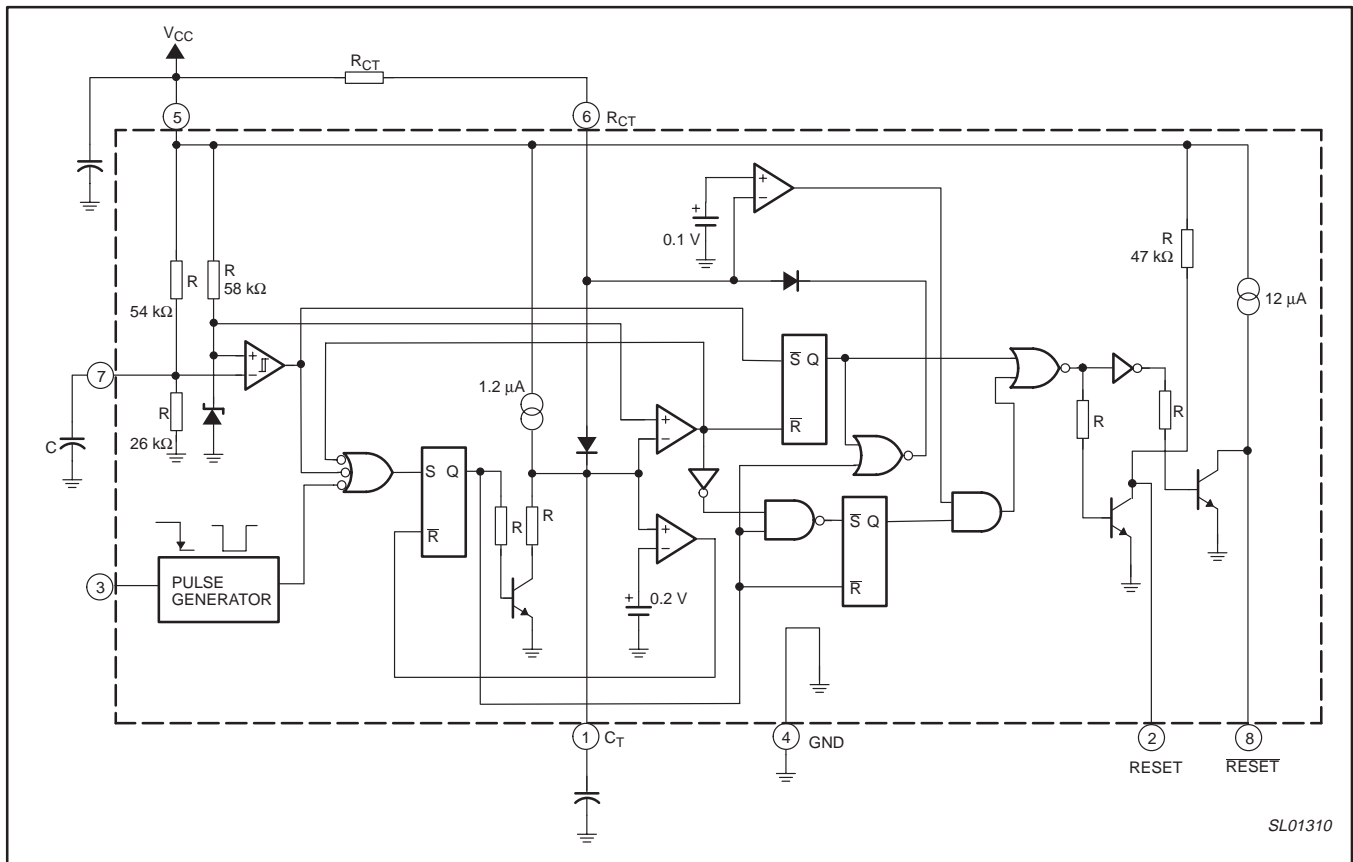 VCC
RCT
5
6 RCT
+
−
+
0.1 V
R
47 kΩ
R
54 kΩ
R
58 kΩ
12 μA
+
−
S Q
R
7
1.2 μA
+
−
R
R
C
R
26 kΩ
S Q
R
R
R
+
−
S Q
R
3
PULSE
GENERATOR
+
0.2 V
1 CT
4 GND
2
8
RESET
RESET
SL01310